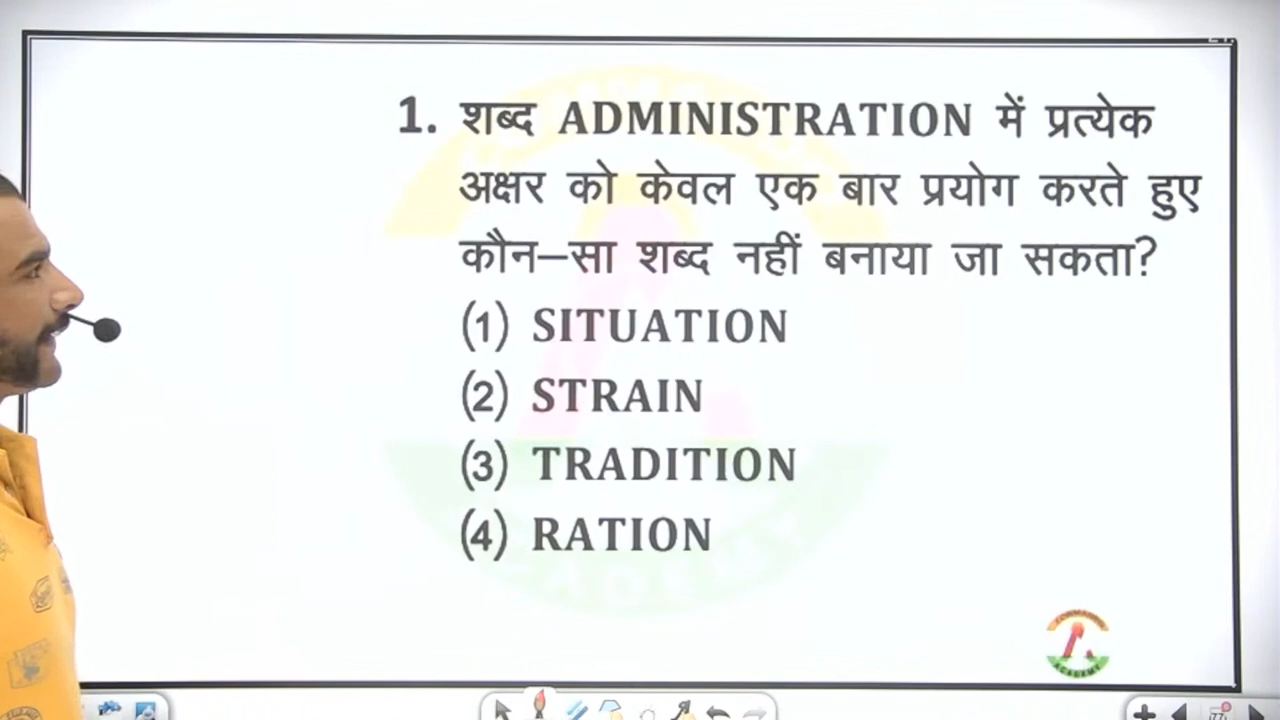 1. शब्द ADMINISTRATION में प्रत्येक
अक्षर को केवल एक बार प्रयोग करते हुए
कौन–सा शब्द नहीं बनाया जा सकता?
(1) SITUATION
(2) STRAIN
(3) TRADITION
(4) RATION
ACADEMY